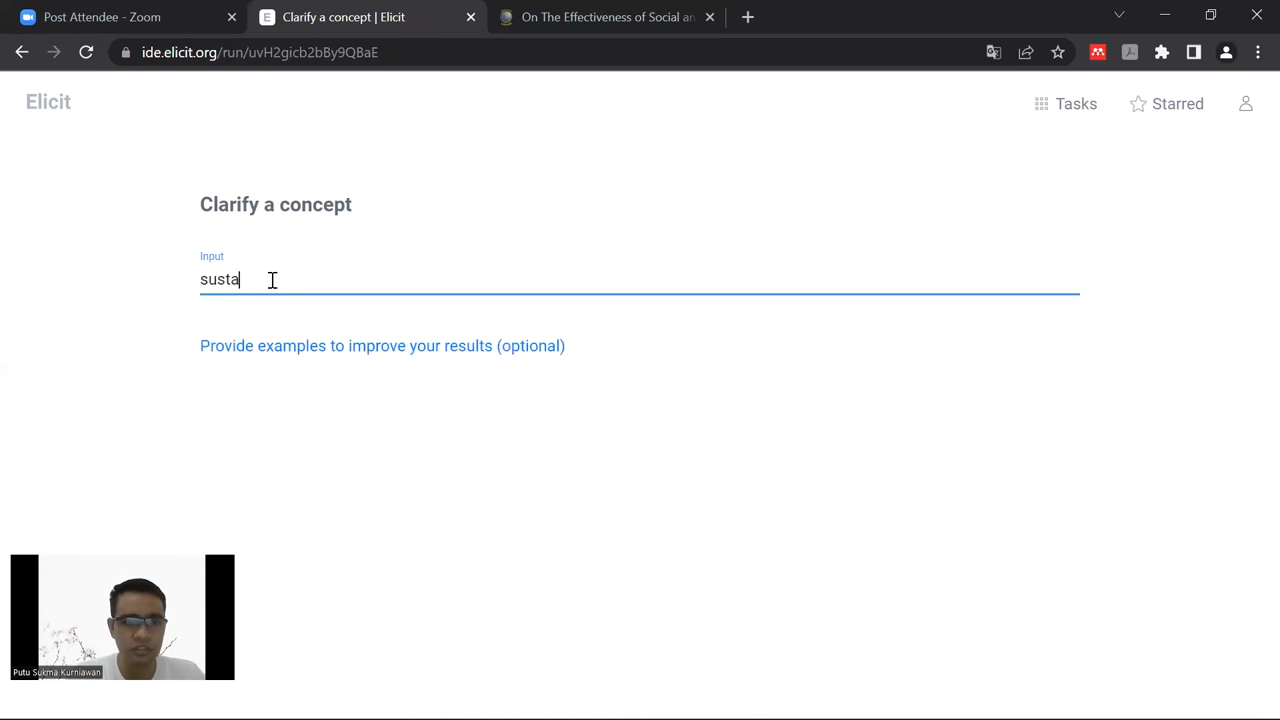 Post Attendee - Zoom
Clarify a concept | Elicit
On The Effectiveness of Social an
ide.elicit.org/run/uvH2gicb2bBy9QBaE
Elicit
Tasks
Starred
Clarify a concept
Input
susta
Provide examples to improve your results (optional)
Putu Sukma Kurniawan